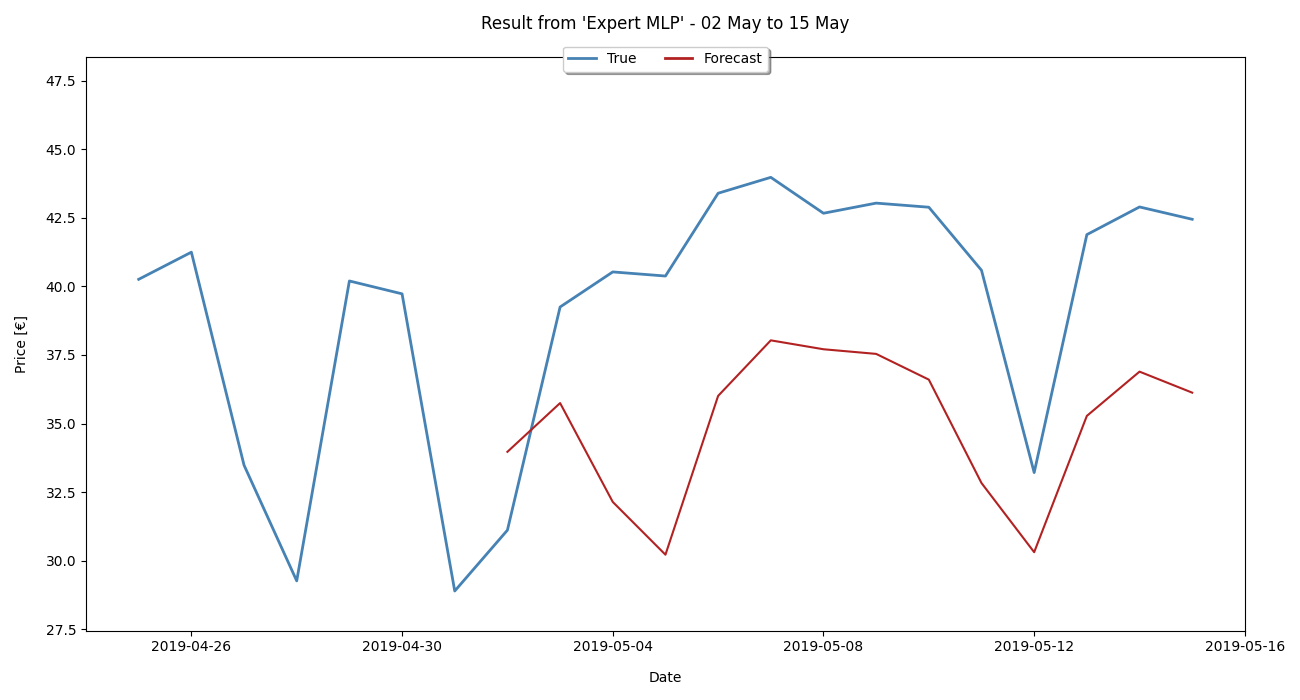 Result from 'Expert MLP' - 02 May to 15 May
True Forecast
47.5
45.0
42.5
40.0
37.5
35.0
32.5
30.0
27.5
Price [€]
2019-04-26 2019-04-30 2019-05-04 2019-05-08 2019-05-12 2019-05-16
Date